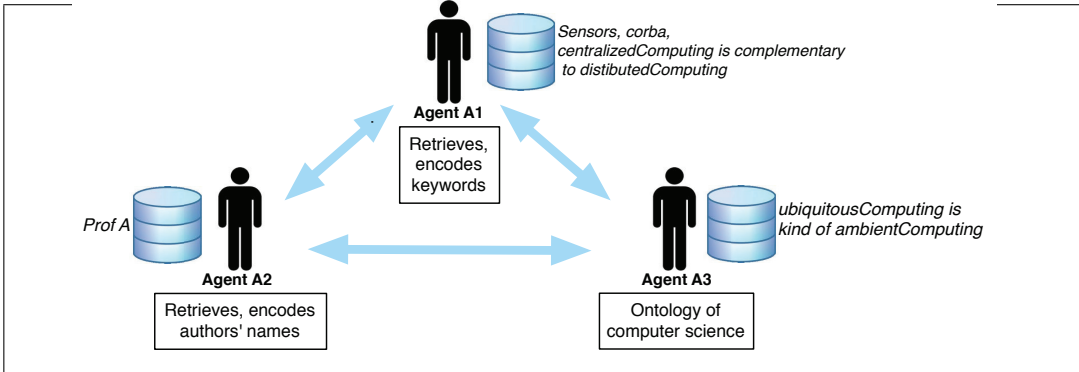 Sensors, corba,
centralizedComputing is complementary
to distibutedComputing
Agent A1
Retrieves,
encodes
keywords
Prof A
Agent A2
Retrieves, encodes
authors' names
ubiquitousComputing is
kind of ambientComputing
Agent A3
Ontology of
computer science